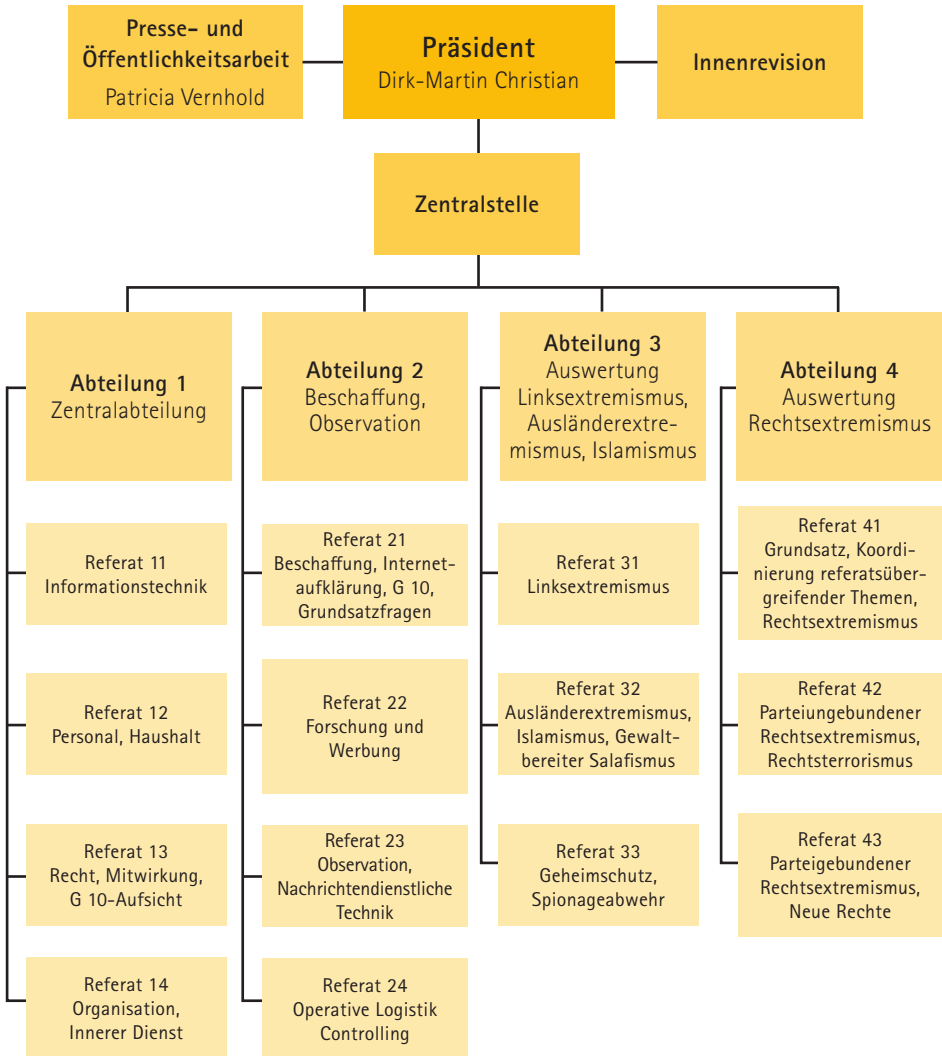 Presse- und
Öffentlichkeitsarbeit
Patricia Vernhold
Präsident
Dirk-Martin Christian
Innenrevision
Zentralstelle
Abteilung 1
Zentralabteilung
Abteilung 2
Beschaffung,
Observation
Abteilung 3
Auswertung
Linksextremismus,
Ausländerextre-
mismus, Islamismus
Abteilung 4
Auswertung
Rechtsextremismus
Referat 11
Informationstechnik
Referat 21
Beschaffung, Internet-
aufklärung, G 10,
Grundsatzfragen
Referat 31
Linksextremismus
Referat 41
Grundsatz, Koordi-
nierung referatsüber-
greifender Themen,
Rechtsextremismus
Referat 12
Personal, Haushalt
Referat 22
Forschung und
Werbung
Referat 32
Ausländerextremismus,
Islamismus, Gewalt-
bereiter Salafismus
Referat 42
Parteiungebundener
Rechtsextremismus,
Rechtsterrorismus
Referat 13
Recht, Mitwirkung,
G 10-Aufsicht
Referat 23
Observation,
Nachrichtendienstliche
Technik
Referat 33
Geheimschutz,
Spionageabwehr
Referat 43
Parteigebundener
Rechtsextremismus,
Neue Rechte
Referat 14
Organisation,
Innerer Dienst
Referat 24
Operative Logistik
Controlling